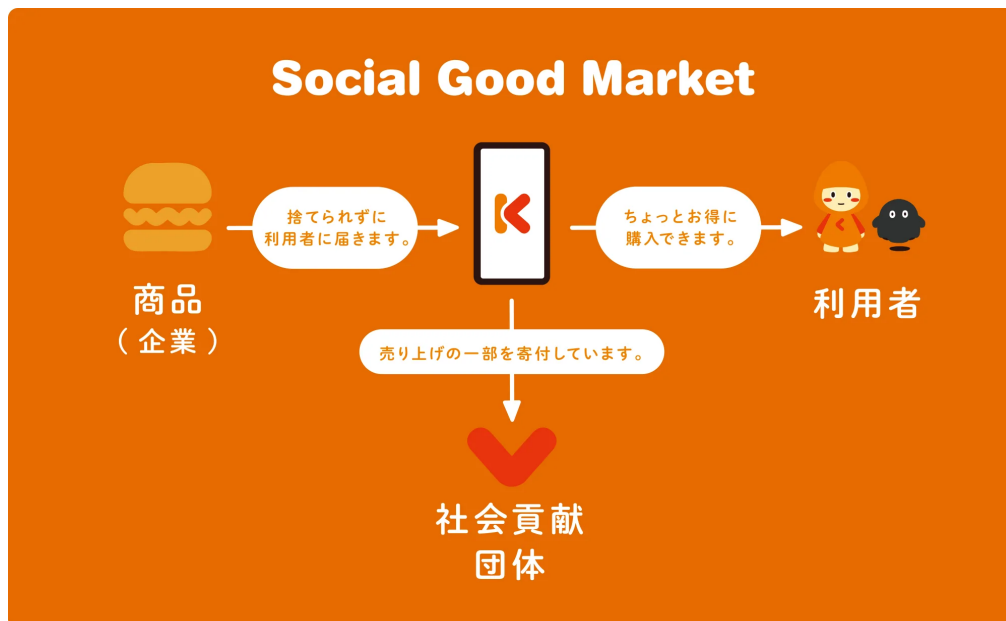 Social Good Market
捨てられずに
利用者に届きます。
ちょっとお得に
購入できます。
商品
（企業）
利用者
売り上げの一部を寄付しています。
社会貢献
団体